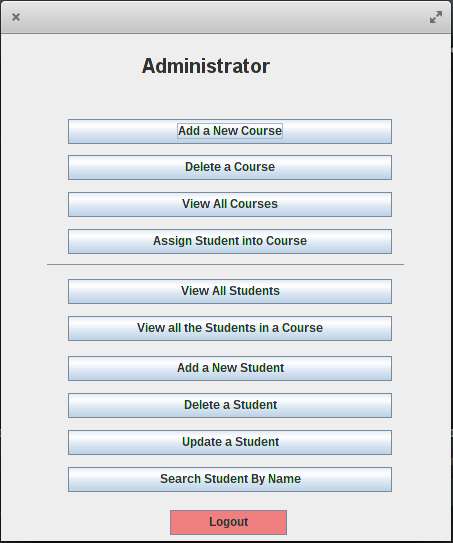 Administrator
Add a New Course
Delete a Course
View All Courses
Assign Student into Course
View All Students
View all the Students in a Course
Add a New Student
Delete a Student
Update a Student
Search Student By Name
Logout